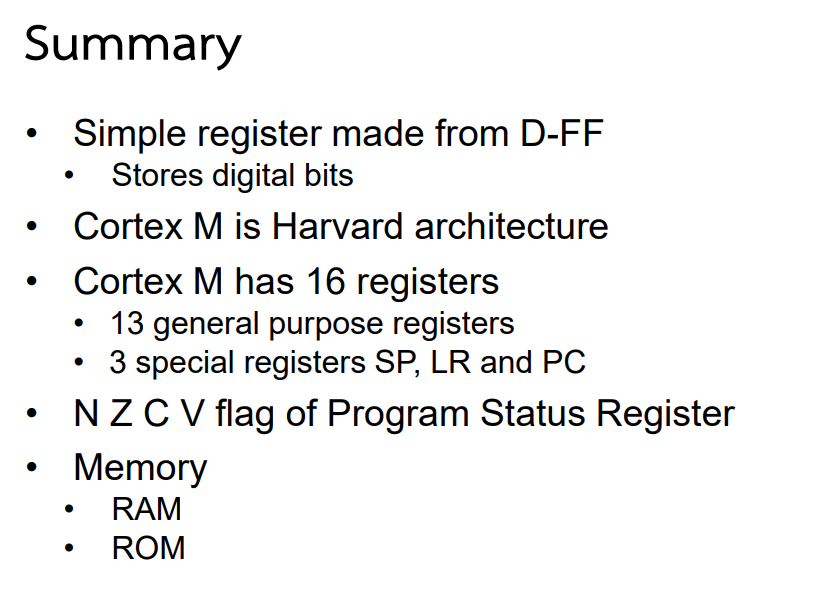 Summary
• Simple register made from D-FF
• Stores digital bits
• Cortex M is Harvard architecture
• Cortex M has 16 registers
• 13 general purpose registers
• 3 special registers SP, LR and PC
• N Z C V flag of Program Status Register
• Memory
• RAM
• ROM